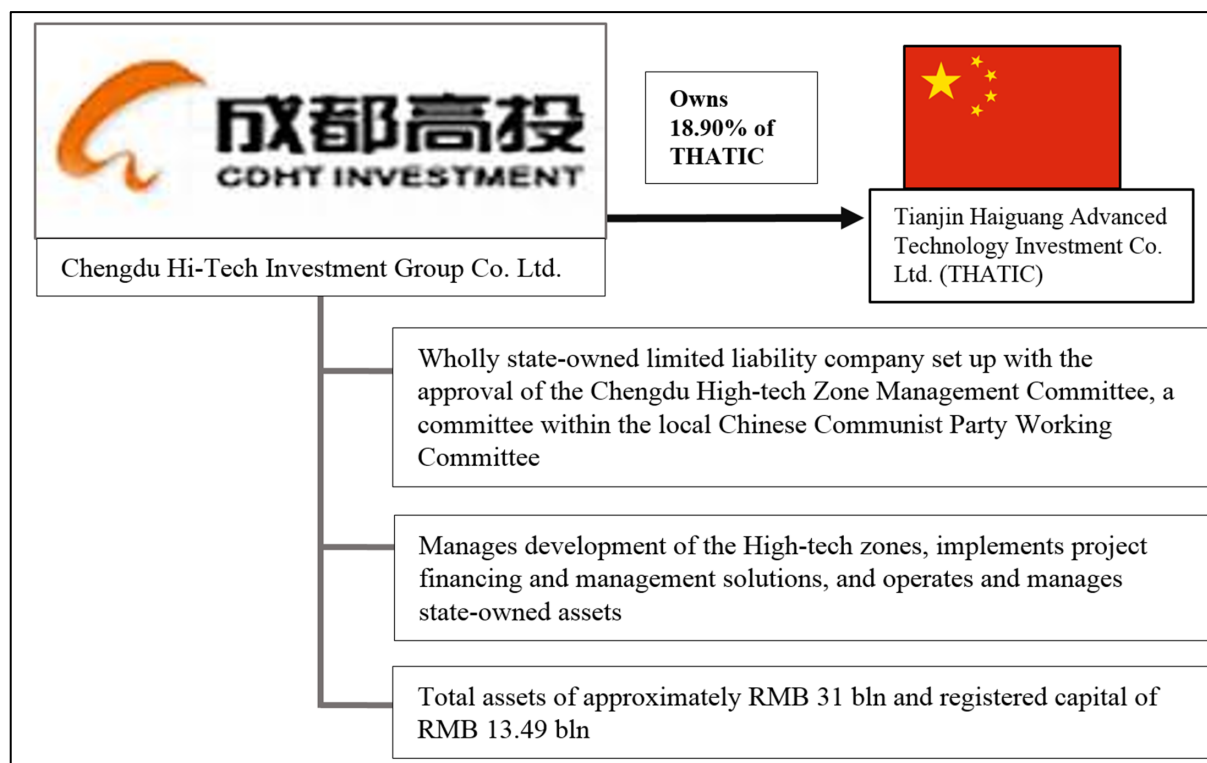 成都高投
CDHT INVESTMENT
Chengdu Hi-Tech Investment Group Co. Ltd.
Owns
18.90% of
THATIC
Tianjin Haiguang Advanced
Technology Investment Co.
Ltd. (THATIC)
Wholly state-owned limited liability company set up with the
approval of the Chengdu High-tech Zone Management Committee, a
committee within the local Chinese Communist Party Working
Committee
Manages development of the High-tech zones, implements project
financing and management solutions, and operates and manages
state-owned assets
Total assets of approximately RMB 31 bln and registered capital of
RMB 13.49 bln